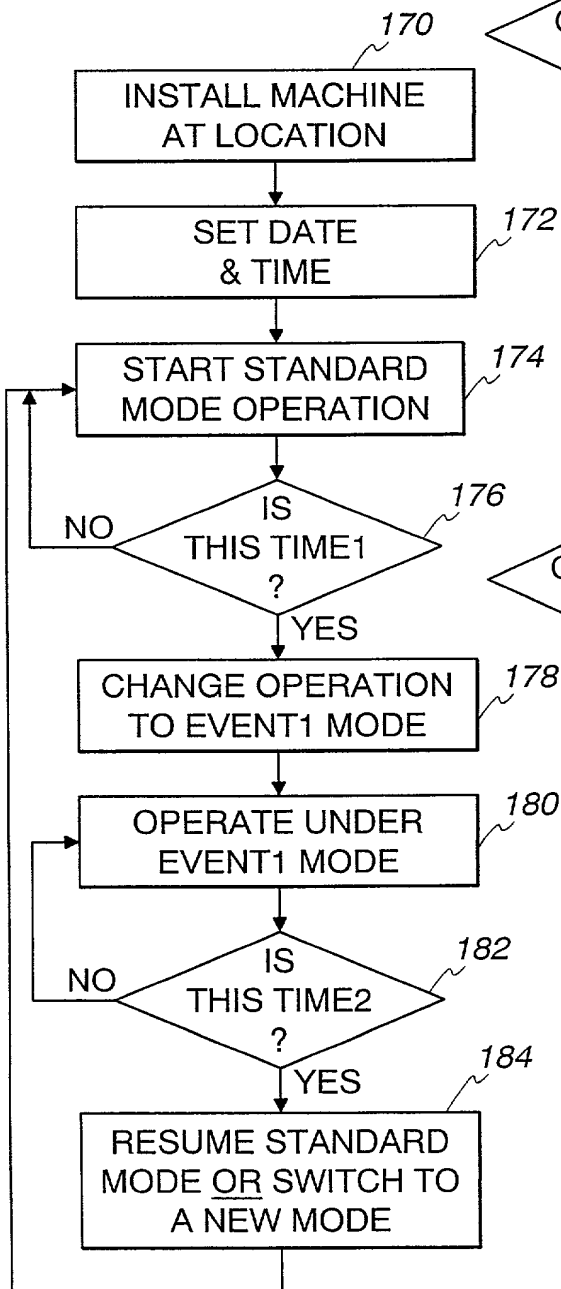 170
INSTALL MACHINE
AT LOCATION
172
SET DATE
& TIME
174
START STANDARD
MODE OPERATION
176
IS
THIS TIME1
?
NO
YES
178
CHANGE OPERATION
TO EVENT1 MODE
180
OPERATE UNDER
EVENT1 MODE
182
IS
THIS TIME2
?
NO
YES
184
RESUME STANDARD
MODE OR SWITCH TO
A NEW MODE